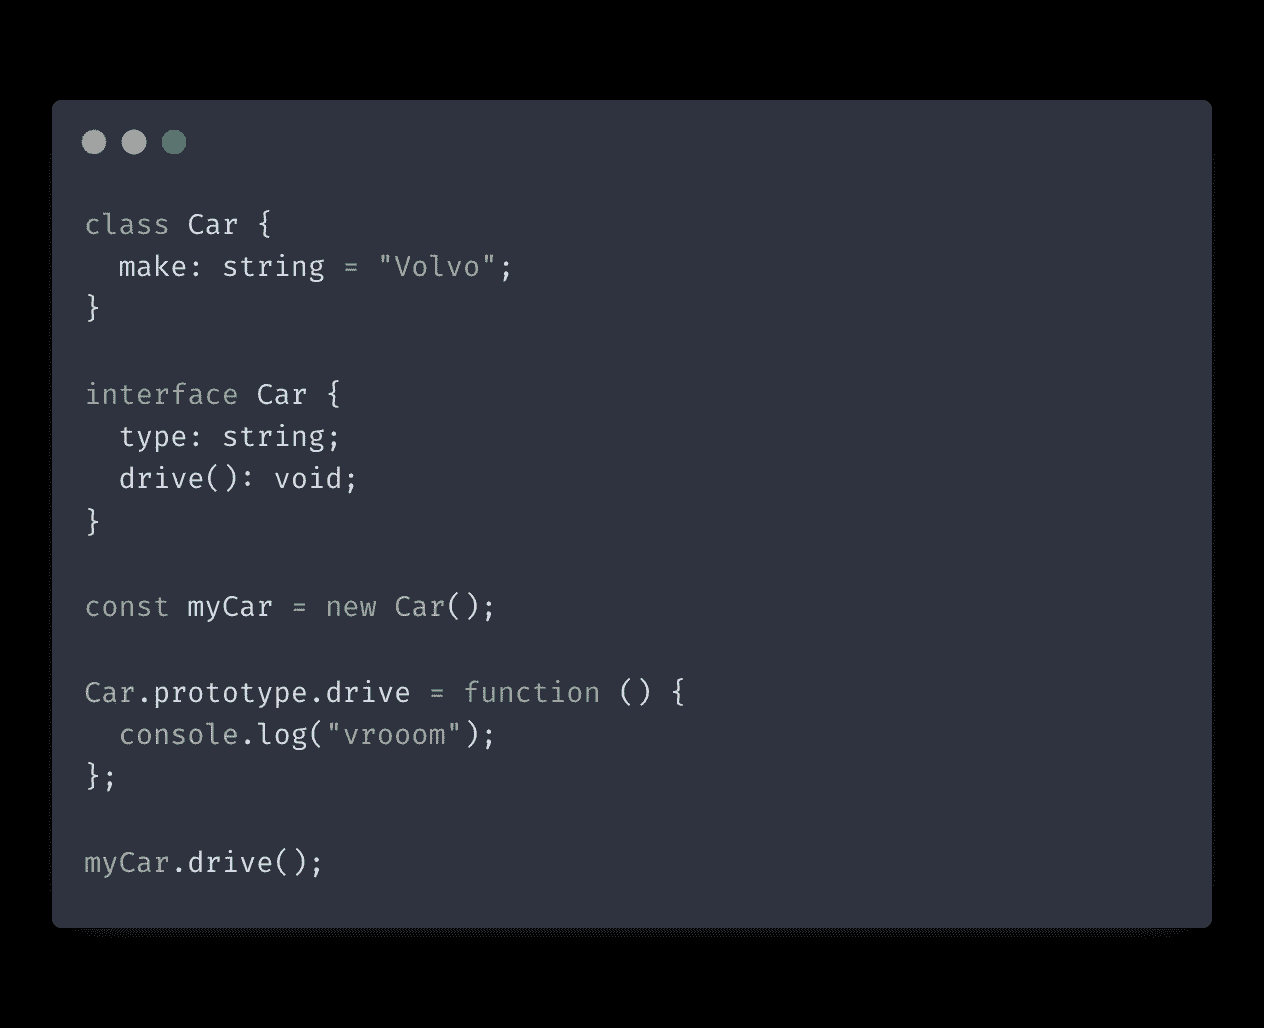 class Car {
  make: string = "Volvo";
}

interface Car {
  type: string;
  drive(): void;
}

const myCar = new Car();

Car.prototype.drive = function () {
  console.log("vrooom");
};

myCar.drive();